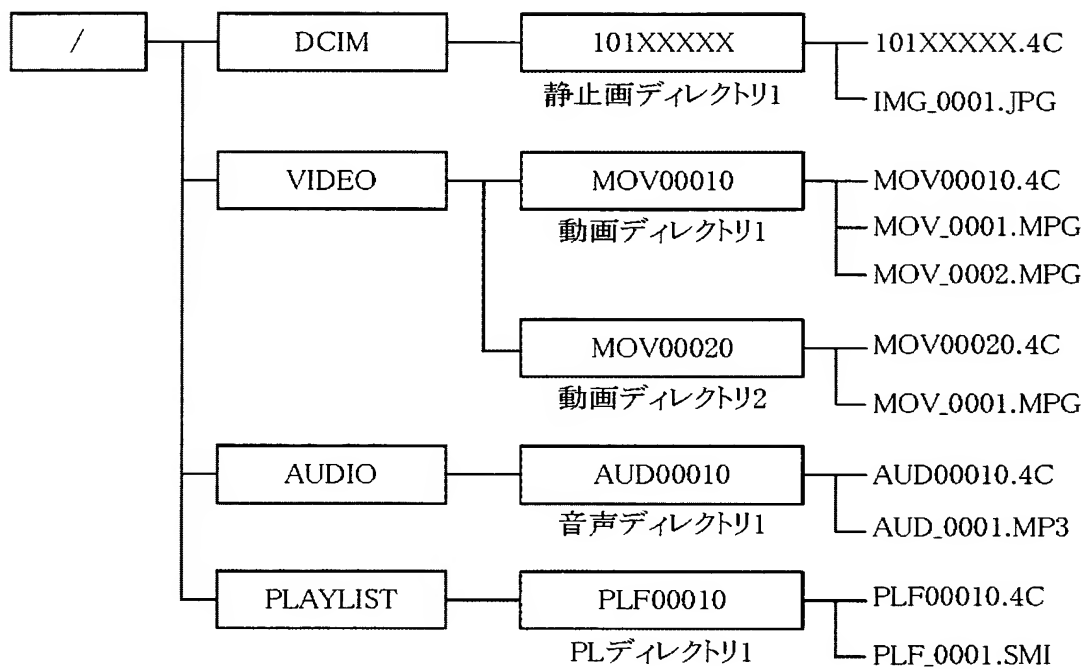 /
DCIM
101XXXXX
静止画ディレクトリ1
101XXXXX.4C
IMG_0001.JPG
VIDEO
MOV00010
動画ディレクトリ1
MOV00010.4C
MOV_0001.MPG
MOV_0002.MPG
MOV00020
動画ディレクトリ2
MOV00020.4C
MOV_0001.MPG
AUDIO
AUD00010
音声ディレクトリ1
AUD00010.4C
AUD_0001.MP3
PLAYLIST
PLF00010
PLディレクトリ1
PLF00010.4C
PLF_0001.SMI